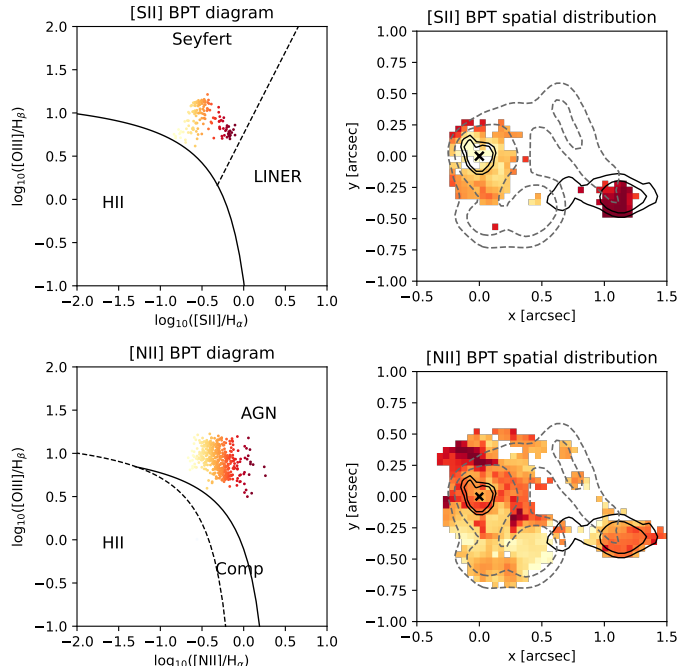 [SII] BPT diagram
Seyfert
LINER
HII
2.0
1.5
1.0
0.5
0.0
−0.5
−1.0
−2.0 −1.5 −1.0 −0.5 0.0 0.5 1.0
log₁₀([OIII]/Hᵦ)
log₁₀([SII]/Hₐ)
[SII] BPT spatial distribution
1.00
0.75
0.50
0.25
0.00
−0.25
−0.50
−0.75
−1.00
−0.5 0.0 0.5 1.0 1.5
y [arcsec]
x [arcsec]
[NII] BPT diagram
AGN
HII
Comp
2.0
1.5
1.0
0.5
0.0
−0.5
−1.0
−2.0 −1.5 −1.0 −0.5 0.0 0.5 1.0
log₁₀([OIII]/Hᵦ)
log₁₀([NII]/Hₐ)
[NII] BPT spatial distribution
1.00
0.75
0.50
0.25
0.00
−0.25
−0.50
−0.75
−1.00
−0.5 0.0 0.5 1.0 1.5
y [arcsec]
x [arcsec]